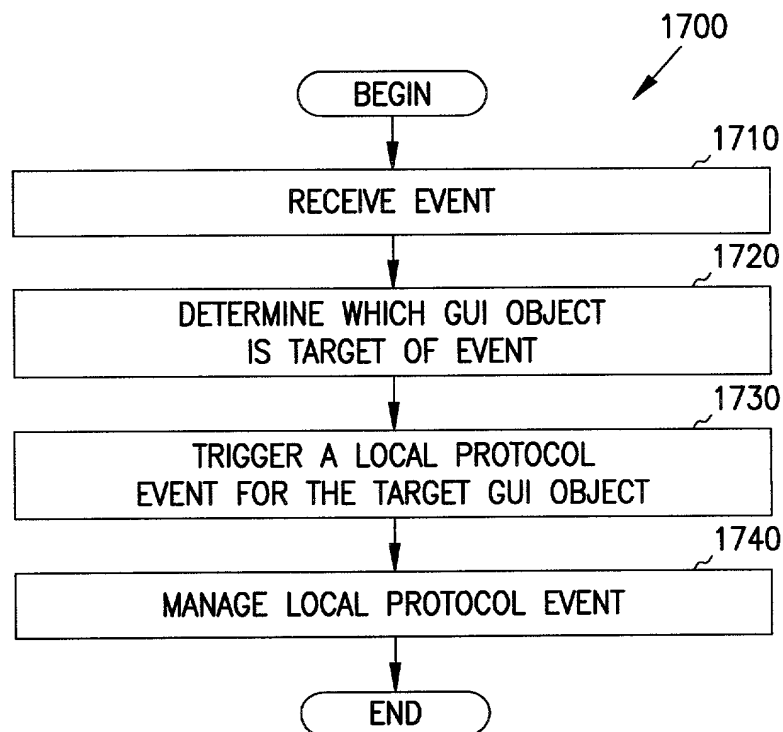 1700
BEGIN
1710
RECEIVE EVENT
1720
DETERMINE WHICH GUI OBJECT
IS TARGET OF EVENT
1730
TRIGGER A LOCAL PROTOCOL
EVENT FOR THE TARGET GUI OBJECT
1740
MANAGE LOCAL PROTOCOL EVENT
END